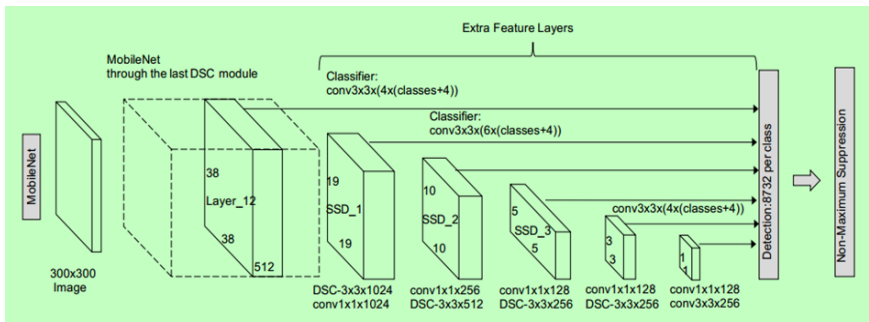 Extra Feature Layers
MobileNet
through the last DSC module
Classifier:
conv3x3x(4x(classes+4))
Classifier:
conv3x3x(6x(classes+4))
MobileNet
300x300
Image
38
Layer_12
38
512
19
SSD_1
19
10
SSD_2
10
5
SSD_3
5
conv3x3x(4x(classes+4))
3
3
1
1
DSC-3x3x1024
conv1x1x1024
conv1x1x256
DSC-3x3x512
conv1x1x128
DSC-3x3x256
conv1x1x128
DSC-3x3x256
conv1x1x128
conv3x3x256
Detection:8732 per class
Non-Maximum Suppression